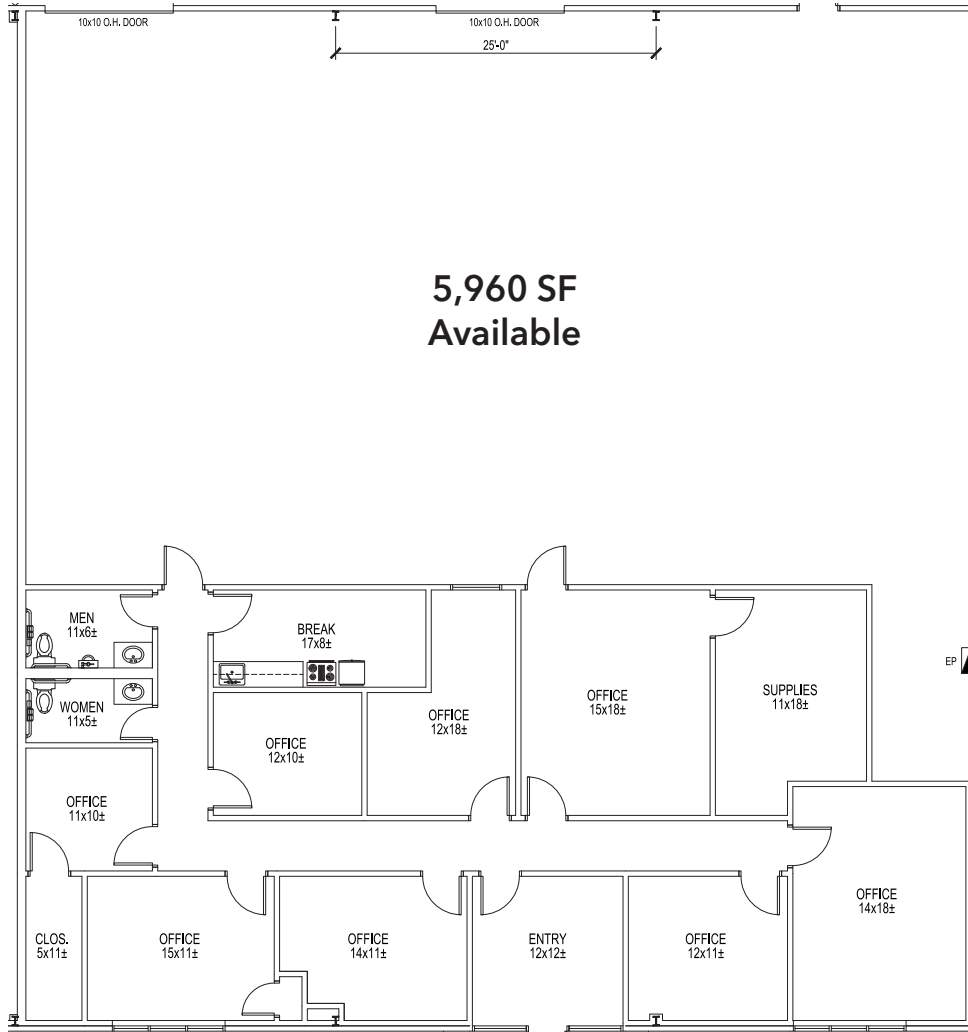 10x10 O.H. DOOR
10x10 O.H. DOOR
25'-0"
5,960 SF
Available
MEN
11x6±
BREAK
17x8±
WOMEN
11x5±
OFFICE
12x10±
OFFICE
12x18±
OFFICE
15x18±
SUPPLIES
11x18±
EP
OFFICE
11x10±
CLOS.
5x11±
OFFICE
15x11±
OFFICE
14x11±
ENTRY
12x12±
OFFICE
12x11±
OFFICE
14x18±